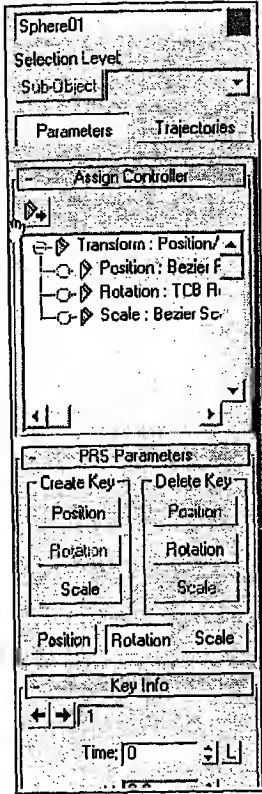 Sphere01
Selection Level:
Sub-Object
Parameters Trajectories
- Assign Controller
Transform : Position/
Position : Bezier P
Rotation : TCB R
Scale : Bezier Sc
- PRS Parameters
Create Key Delete Key
Position Position
Rotation Rotation
Scale Scale
Position Rotation Scale
- Key Info
1
Time: 0 L